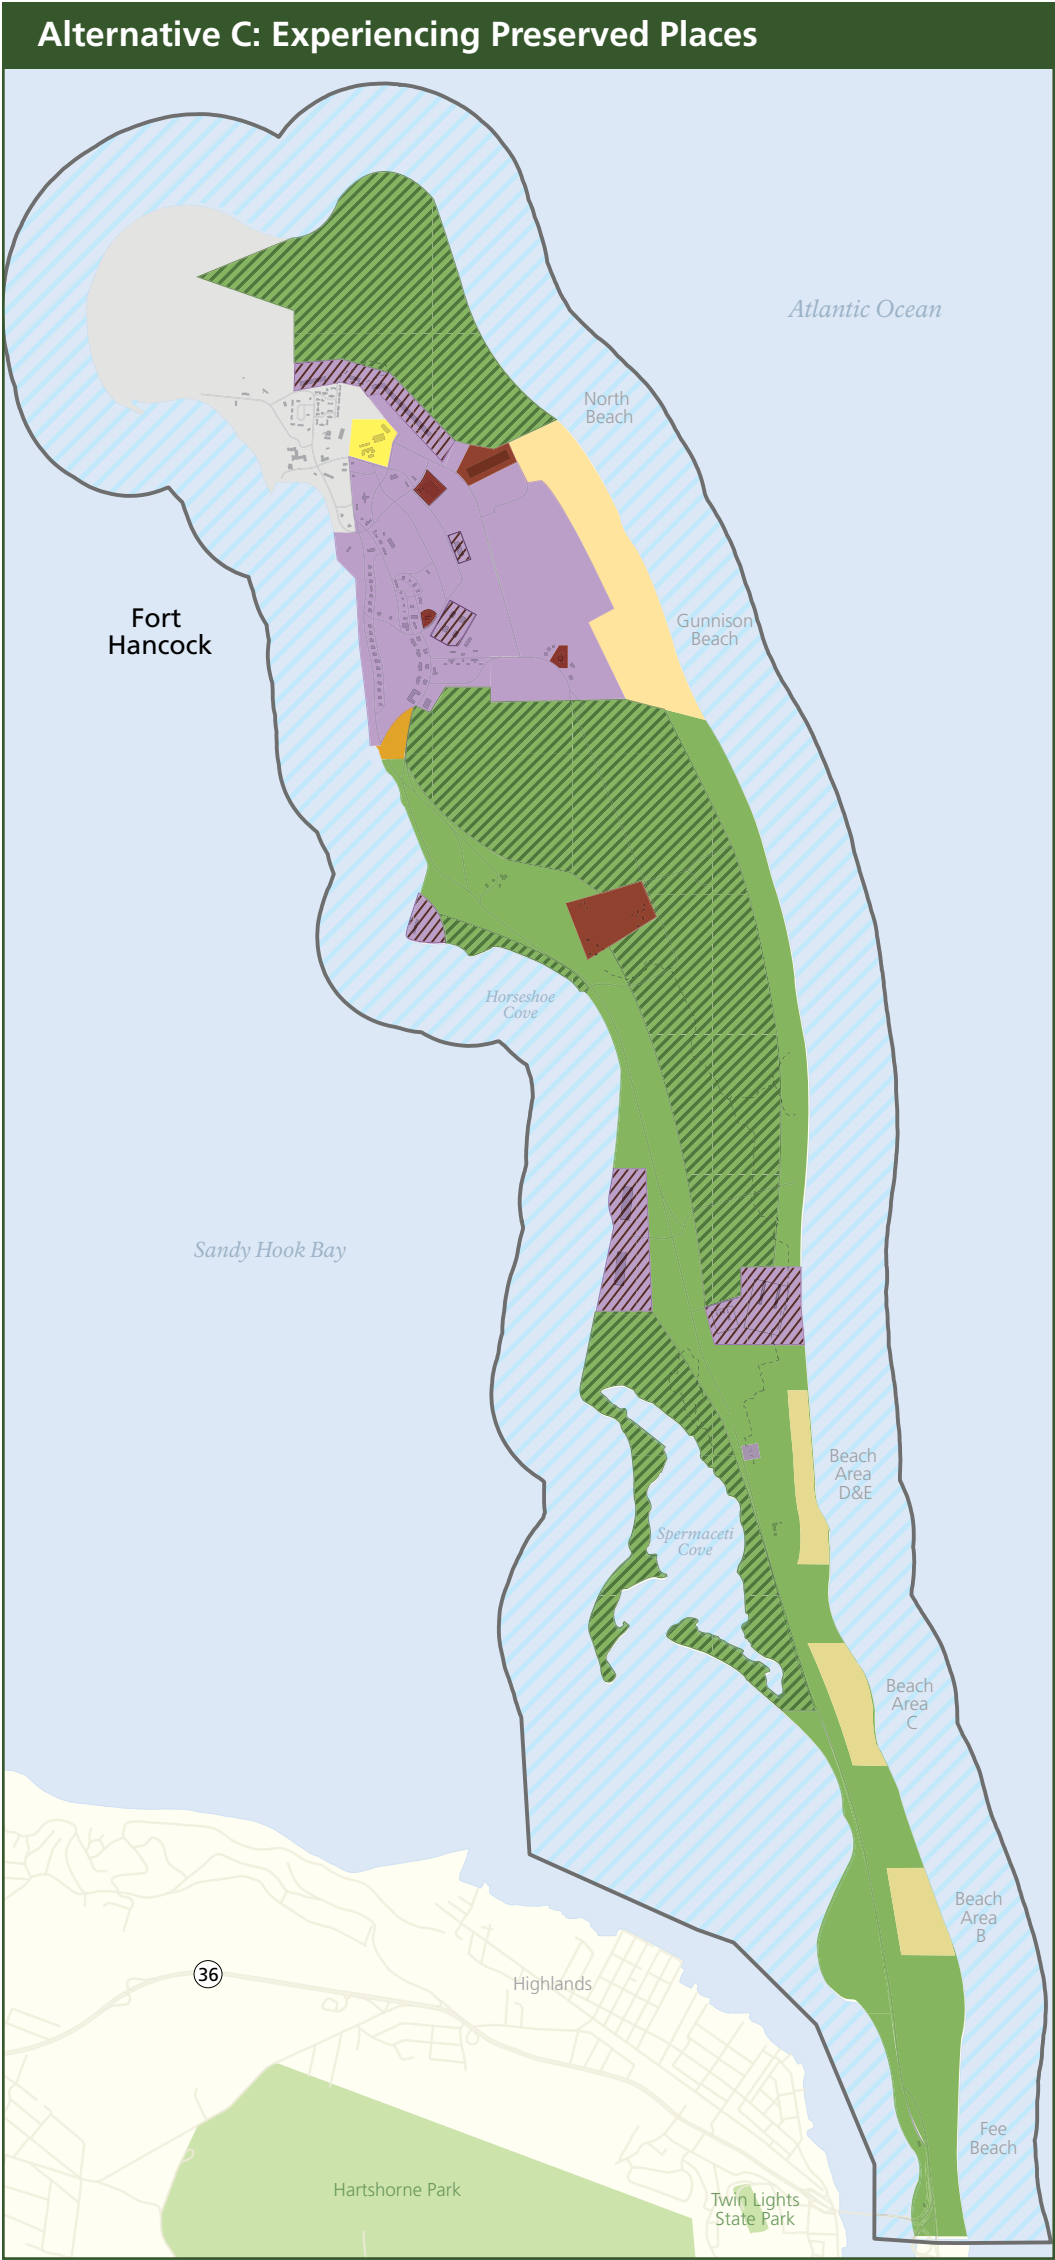 Alternative C: Experiencing Preserved Places
Atlantic Ocean
North
Beach
Fort
Hancock
Gunnison
Beach
Horseshoe
Cove
Sandy Hook Bay
Beach
Area
D&E
Spermaceti
Cove
Beach
Area
C
Beach
Area
B
36
Highlands
Fee
Beach
Hartshorne Park
Twin Lights
State Park